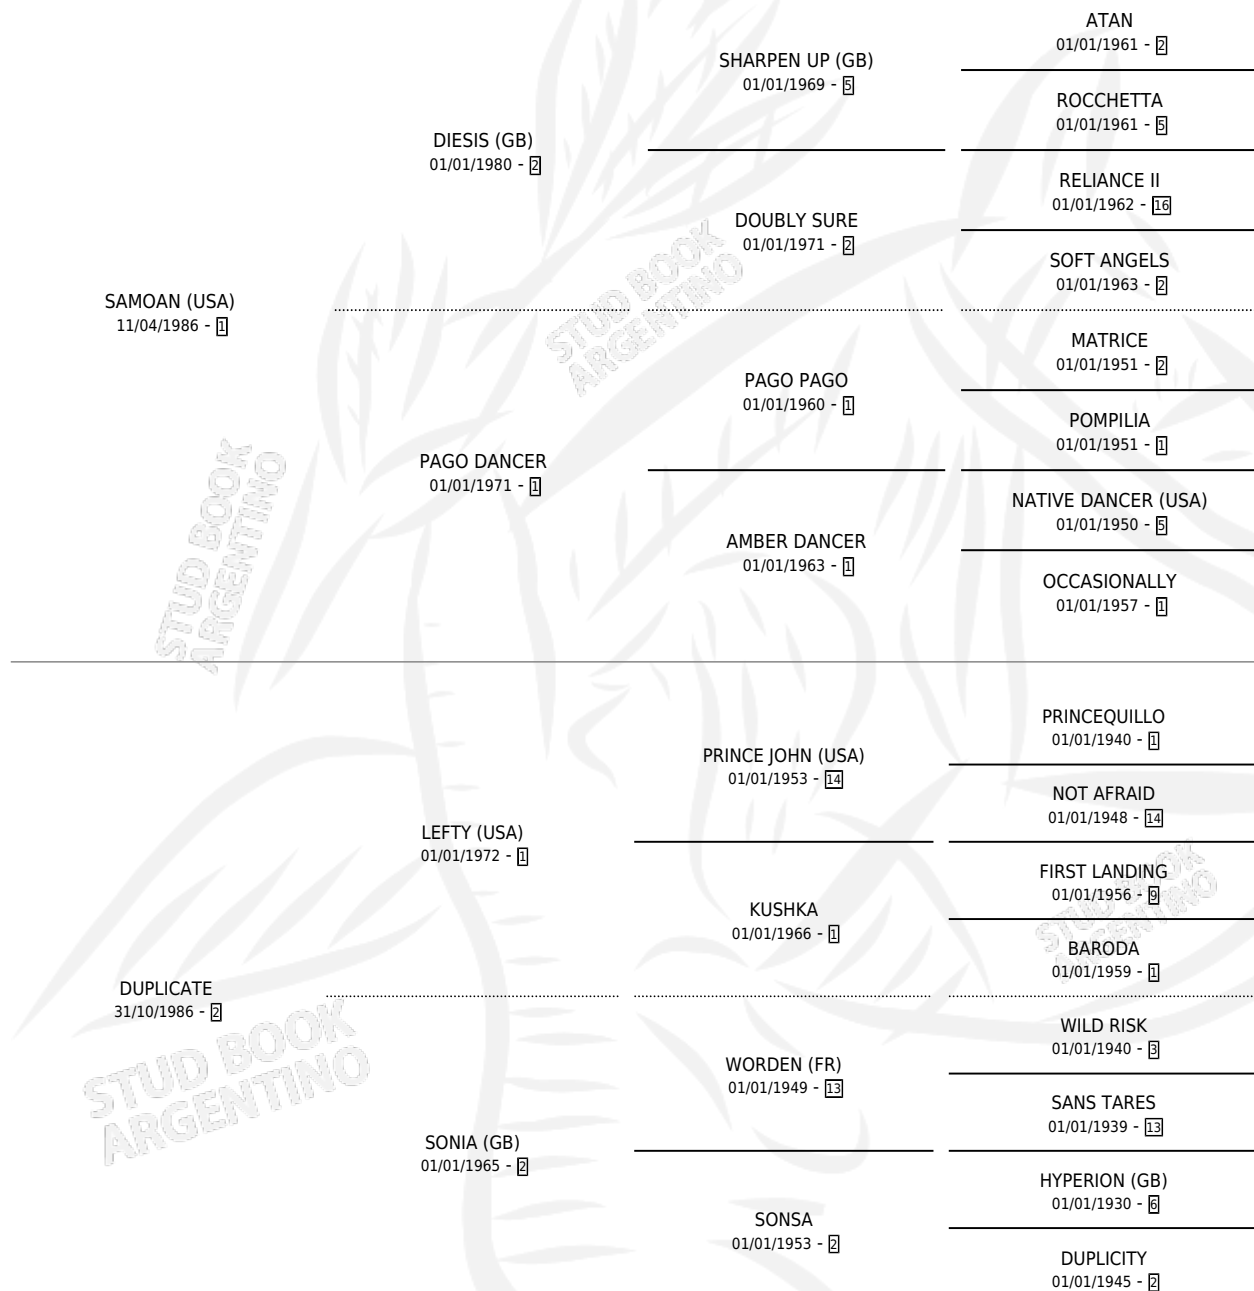 ATAN
01/01/1961 - 2
SHARPEN UP (GB)
01/01/1969 - 5
ROCCHETTA
01/01/1961 - 5
DIESIS (GB)
01/01/1980 - 2
RELIANCE II
01/01/1962 - 16
DOUBLY SURE
01/01/1971 - 2
SOFT ANGELS
01/01/1963 - 2
STUD BOOK
ARGENTINO
SAMOAN (USA)
11/04/1986 - 1
MATRICE
01/01/1951 - 2
PAGO PAGO
01/01/1960 - 1
POMPILIA
01/01/1951 - 1
PAGO DANCER
01/01/1971 - 1
NATIVE DANCER (USA)
01/01/1950 - 5
AMBER DANCER
01/01/1963 - 1
OCCASIONALLY
01/01/1957 - 1
STUD BOOK
ARGENTINO
PRINCEQUILLO
01/01/1940 - 1
PRINCE JOHN (USA)
01/01/1953 - 14
NOT AFRAID
01/01/1948 - 14
LEFTY (USA)
01/01/1972 - 1
FIRST LANDING
01/01/1956 - 9
KUSHKA
01/01/1966 - 1
BARODA
01/01/1959 - 1
STUD BOOK
ARGENTINO
DUPLICATE
31/10/1986 - 2
WILD RISK
01/01/1940 - 3
WORDEN (FR)
01/01/1949 - 13
SANS TARES
01/01/1939 - 13
STUD BOOK
ARGENTINO
SONIA (GB)
01/01/1965 - 2
HYPERION (GB)
01/01/1930 - 6
SONSA
01/01/1953 - 2
DUPLICITY
01/01/1945 - 2